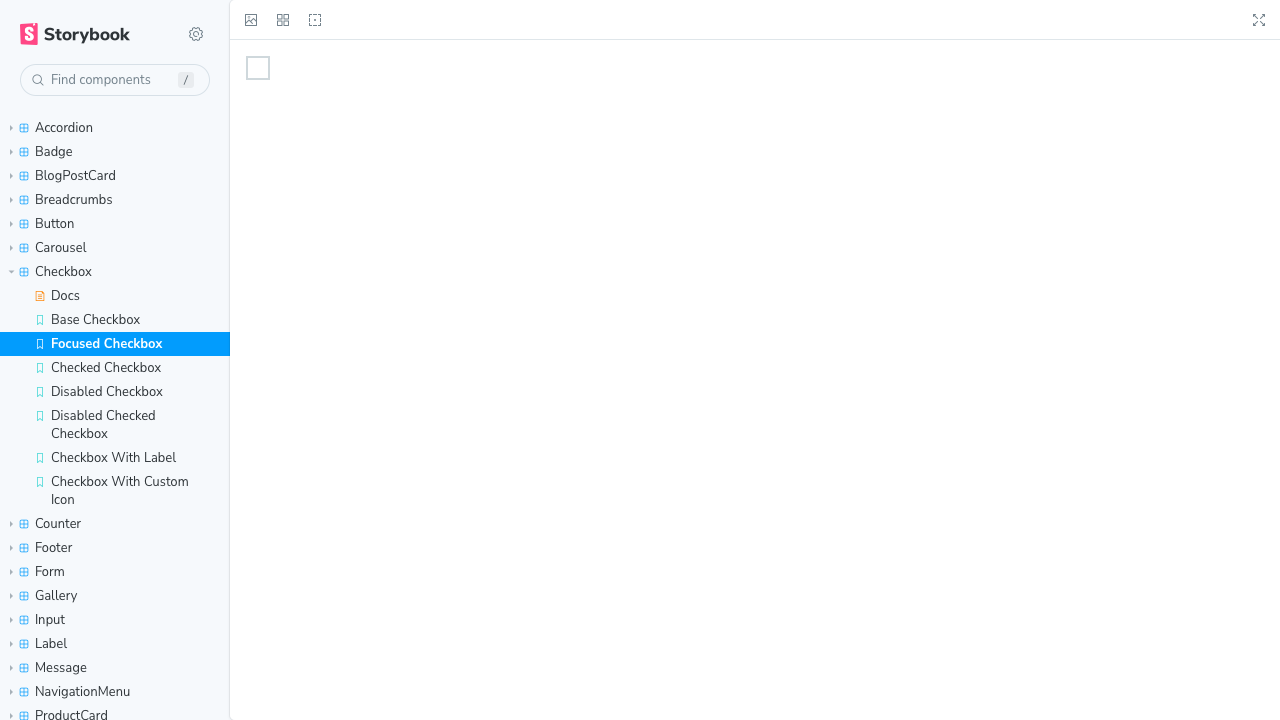 Storybook
Find components
/
Accordion
Badge
BlogPostCard
Breadcrumbs
Button
Carousel
Checkbox
Docs
Base Checkbox
Focused Checkbox
Checked Checkbox
Disabled Checkbox
Disabled Checked
Checkbox
Checkbox With Label
Checkbox With Custom
Icon
Counter
Footer
Form
Gallery
Input
Label
Message
NavigationMenu
ProductCard